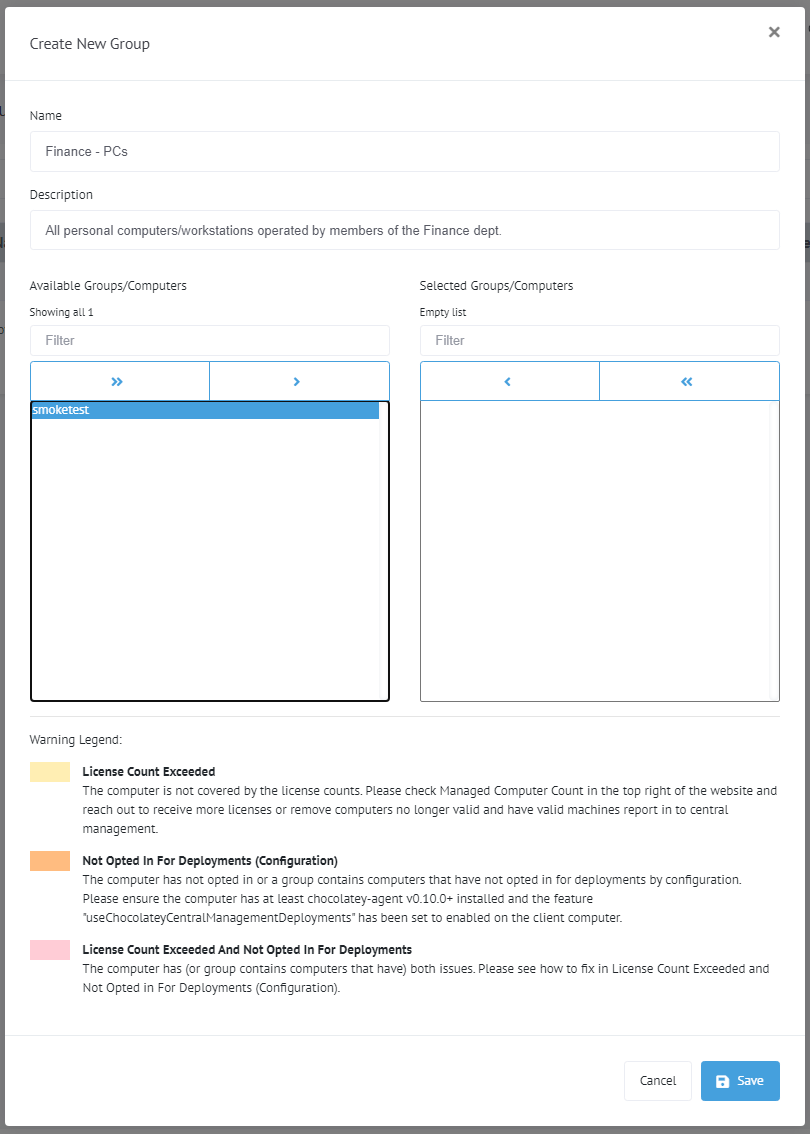 Create New Group
×
Name
Finance - PCs
Description
All personal computers/workstations operated by members of the Finance dept.
Available Groups/Computers
Showing all 1
Filter
smoketest
Selected Groups/Computers
Empty list
Filter
Warning Legend:
License Count Exceeded
The computer is not covered by the license counts. Please check Managed Computer Count in the top right of the website and
reach out to receive more licenses or remove computers no longer valid and have valid machines report in to central
management.
Not Opted In For Deployments (Configuration)
The computer has not opted in or a group contains computers that have not opted in for deployments by configuration.
Please ensure the computer has at least chocolatey-agent v0.10.0+ installed and the feature
"useChocolateyCentralManagementDeployments" has been set to enabled on the client computer.
License Count Exceeded And Not Opted In For Deployments
The computer has (or group contains computers that have) both issues. Please see how to fix in License Count Exceeded and
Not Opted in For Deployments (Configuration).
Cancel
Save